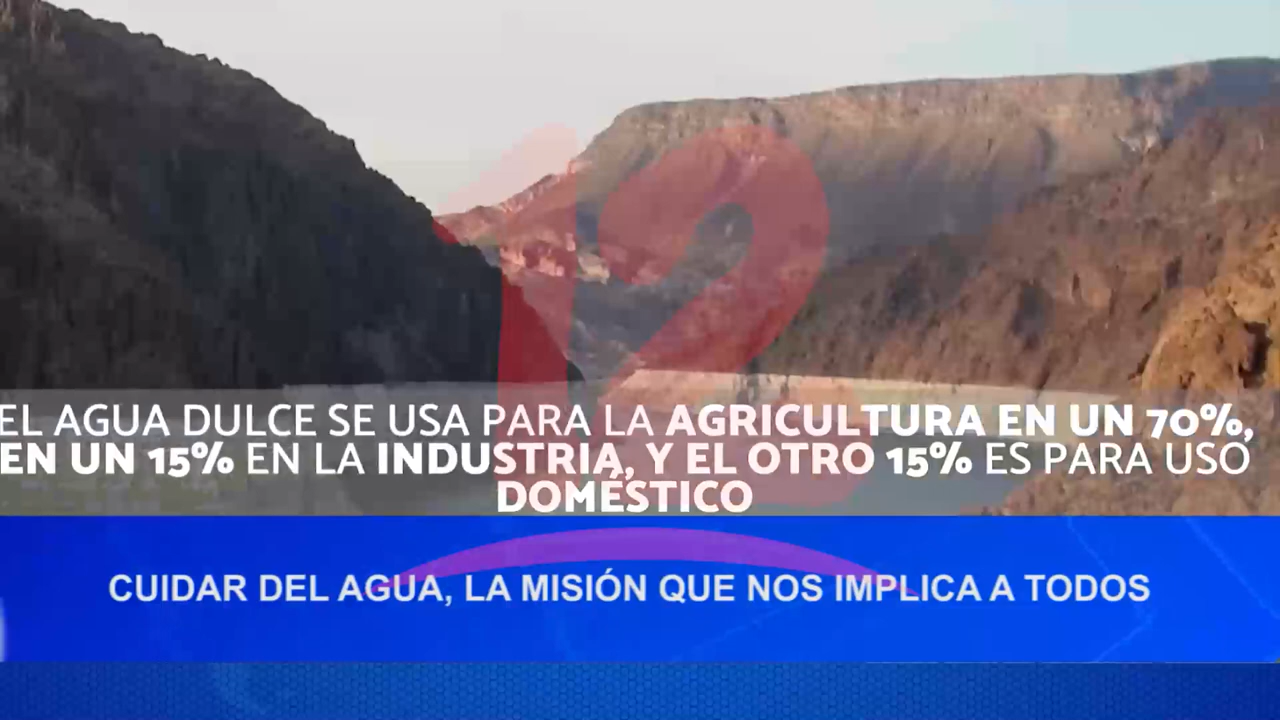 12
EL AGUA DULCE SE USA PARA LA AGRICULTURA EN UN 70%,
EN UN 15% EN LA INDUSTRIA, Y EL OTRO 15% ES PARA USO
DOMÉSTICO
CUIDAR DEL AGUA, LA MISIÓN QUE NOS IMPLICA A TODOS